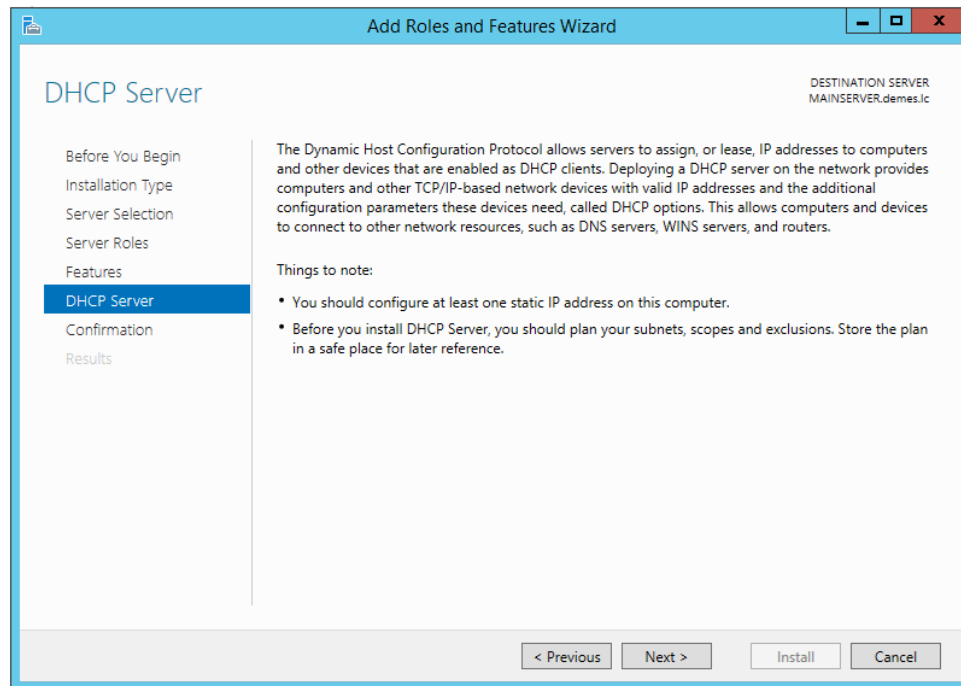 Add Roles and Features Wizard
DHCP Server
DESTINATION SERVER
MAINSERVER.demes.lc
Before You Begin
Installation Type
Server Selection
Server Roles
Features
DHCP Server
Confirmation
Results
The Dynamic Host Configuration Protocol allows servers to assign, or lease, IP addresses to computers
and other devices that are enabled as DHCP clients. Deploying a DHCP server on the network provides
computers and other TCP/IP-based network devices with valid IP addresses and the additional
configuration parameters these devices need, called DHCP options. This allows computers and devices
to connect to other network resources, such as DNS servers, WINS servers, and routers.
Things to note:
• You should configure at least one static IP address on this computer.
• Before you install DHCP Server, you should plan your subnets, scopes and exclusions. Store the plan
in a safe place for later reference.
< Previous
Next >
Install
Cancel